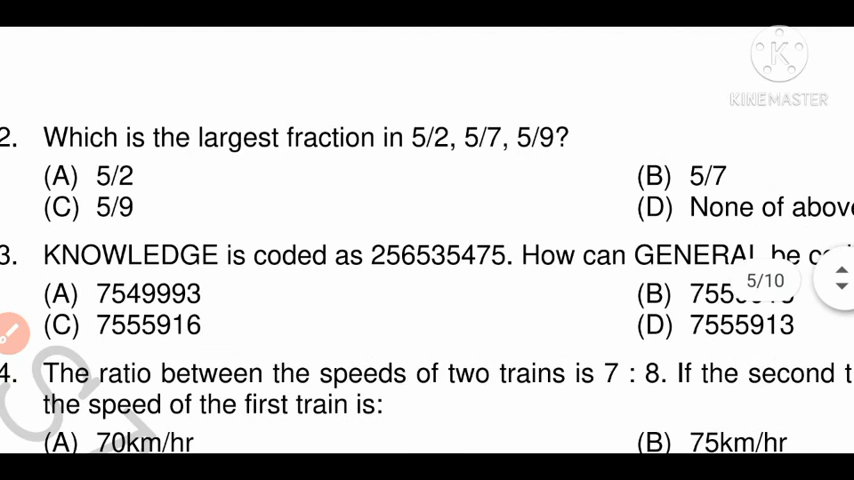 KINEMASTER
2. Which is the largest fraction in 5/2, 5/7, 5/9?
(A) 5/2 (B) 5/7
(C) 5/9 (D) None of above
3. KNOWLEDGE is coded as 256535475. How can GENERAL be
5/10
(A) 7549993 (B)
(C) 7555916 (D) 7555913
4. The ratio between the speeds of two trains is 7 : 8. If the second
the speed of the first train is:
(A) 70km/hr (B) 75km/hr